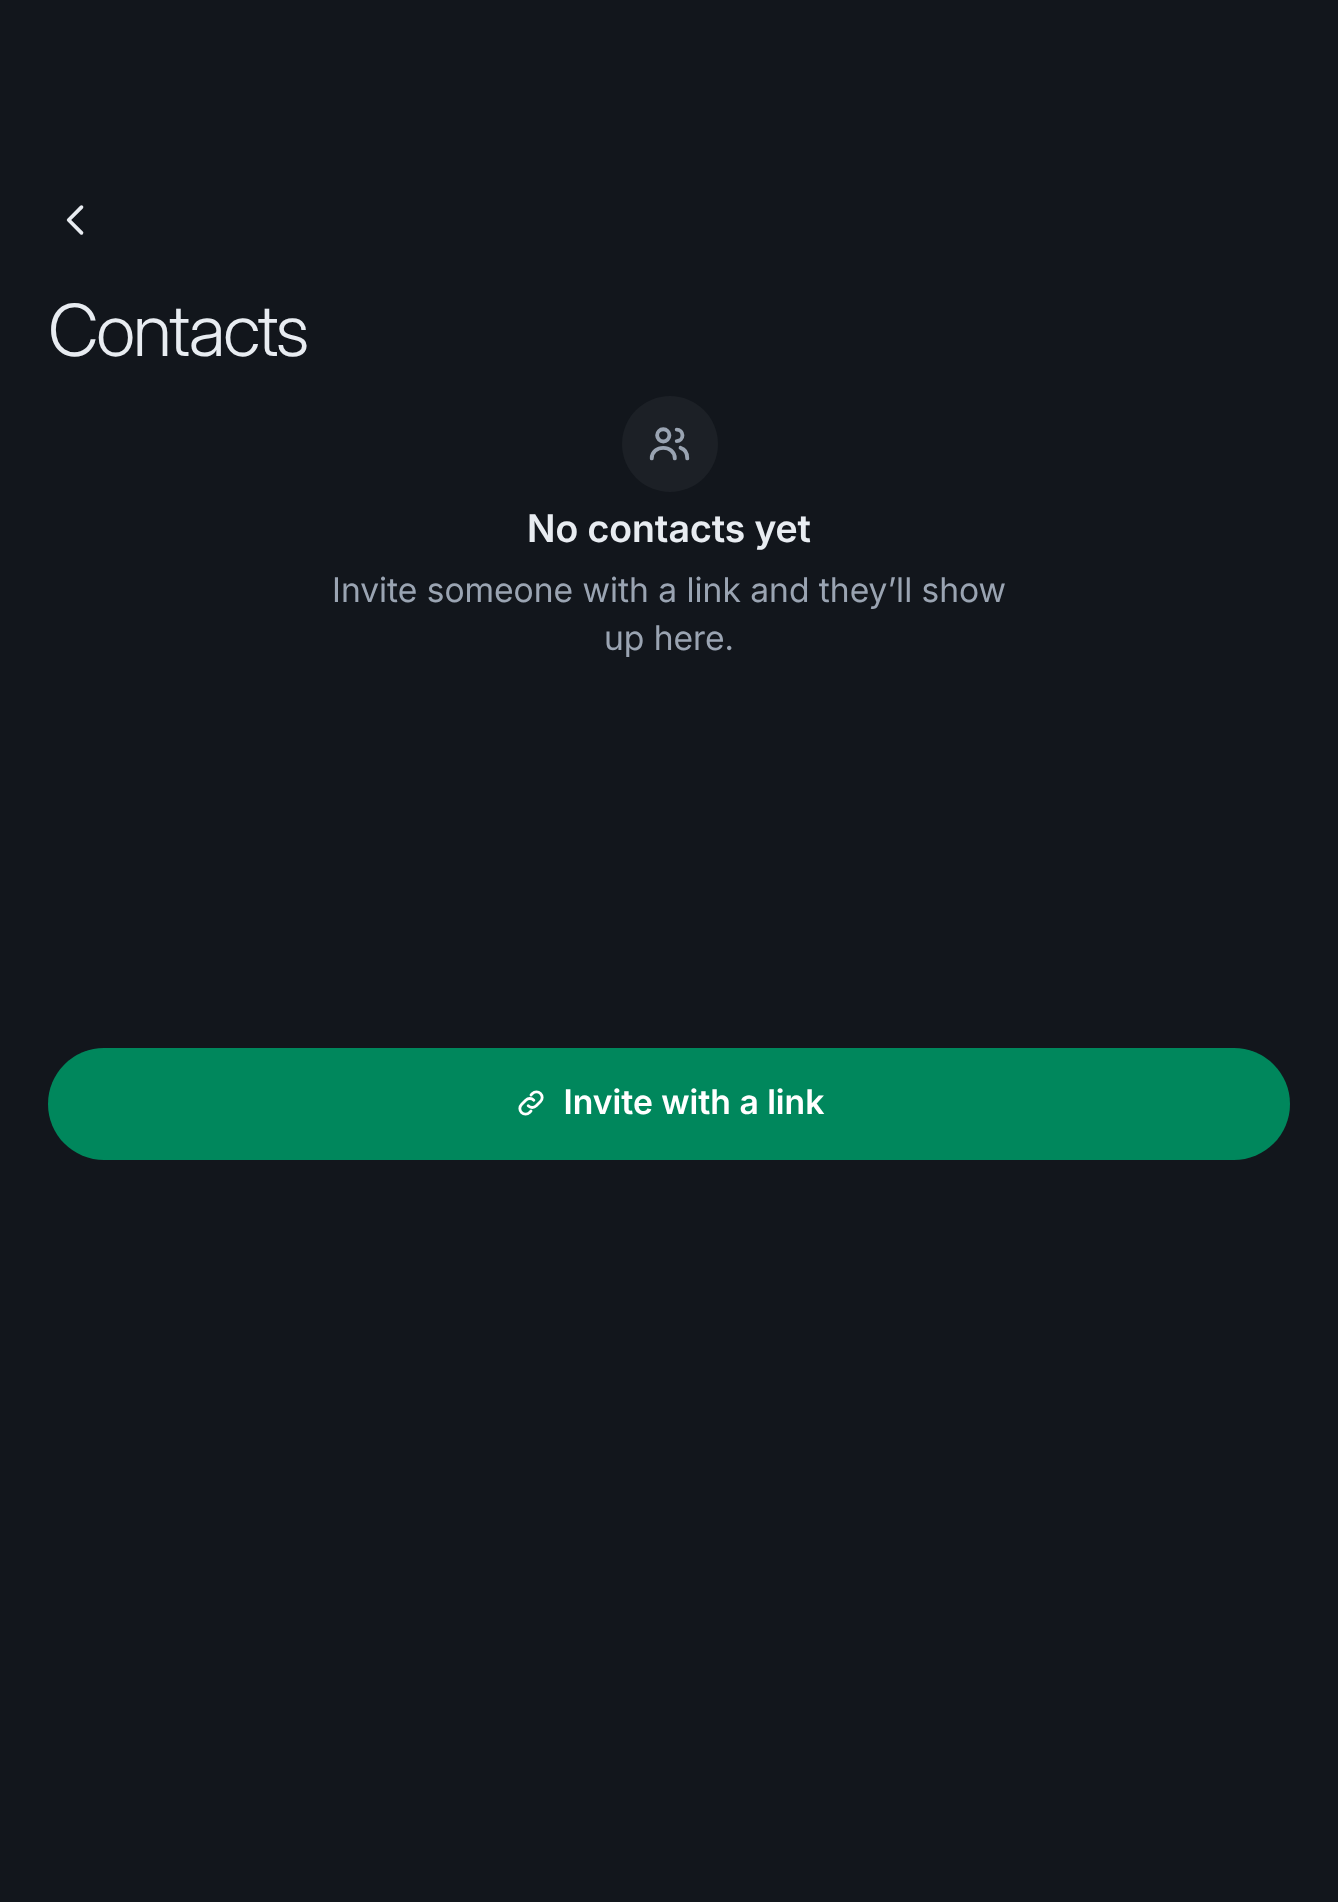 Contacts
No contacts yet
Invite someone with a link and they’ll show
up here.
Invite with a link